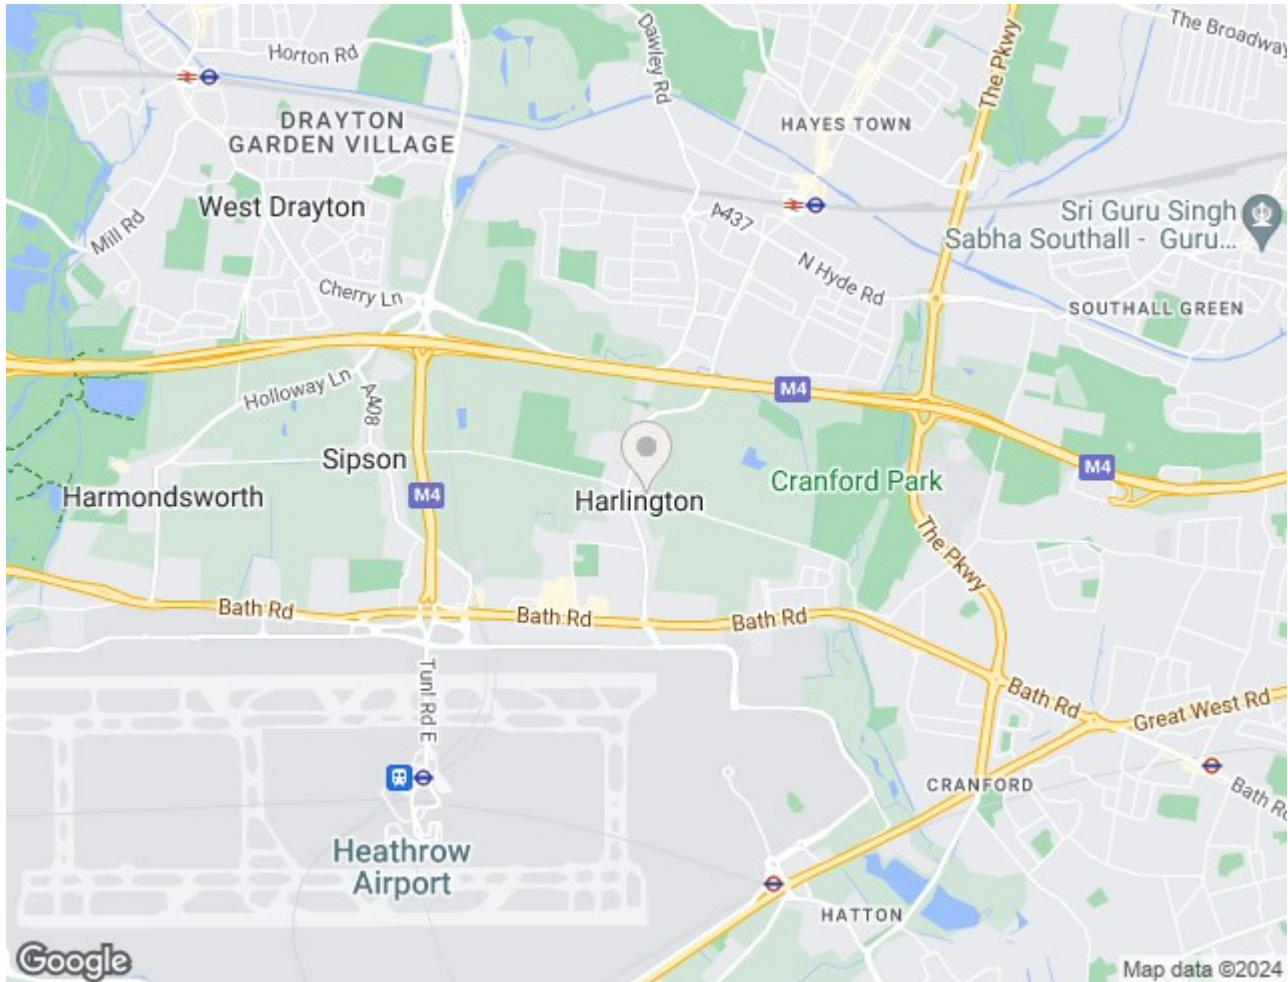 The Broadway
Dawley Rd
Horton Rd
The Pkwy
DRAYTON
GARDEN VILLAGE
HAYES TOWN
West Drayton
Mill Rd
A437
Sri Guru Singh
Sabha Southall - Guru...
N Hyde Rd
Cherry Ln
SOUTHALL GREEN
Holloway Ln
A408
M4
Sipson
M4
Cranford Park
Harmondsworth
M4
Harlington
The Pkwy
Bath Rd
Bath Rd
Bath Rd
Tunl Rd E
Bath Rd
Great West Rd
CRANFORD
Bath Rd
Heathrow
Airport
HATTON
Google
Map data ©2024